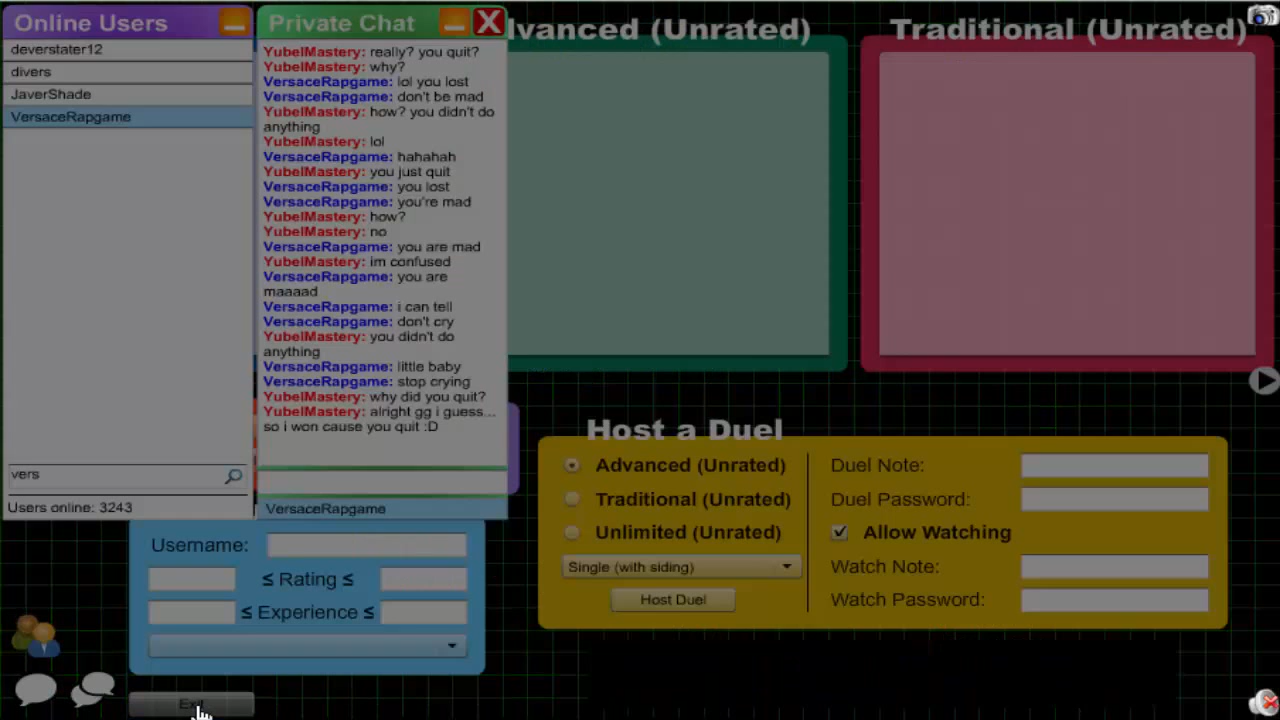 Online Users
deverstater12
divers
JaverShade
VersaceRapgame
vers
Users online: 3243
Private Chat
YubelMastery: really? you quit?
YubelMastery: why?
VersaceRapgame: lol you lost
VersaceRapgame: don't be mad
YubelMastery: how? you didn't do
anything
YubelMastery: lol
VersaceRapgame: hahahah
YubelMastery: you just quit
VersaceRapgame: you lost
VersaceRapgame: you're mad
YubelMastery: how?
YubelMastery: no
VersaceRapgame: you are mad
YubelMastery: im confused
VersaceRapgame: you are
maaaad
VersaceRapgame: i can tell
VersaceRapgame: don't cry
YubelMastery: you didn't do
anything
VersaceRapgame: little baby
VersaceRapgame: stop crying
YubelMastery: why did you quit?
YubelMastery: alright gg i guess...
so i won cause you quit :D
VersaceRapgame
dvanced (Unrated)
Traditional (Unrated)
Username:
≤ Rating ≤
≤ Experience ≤
Host a Duel
Advanced (Unrated)
Traditional (Unrated)
Unlimited (Unrated)
Single (with siding)
Host Duel
Duel Note:
Duel Password:
Allow Watching
Watch Note:
Watch Password: